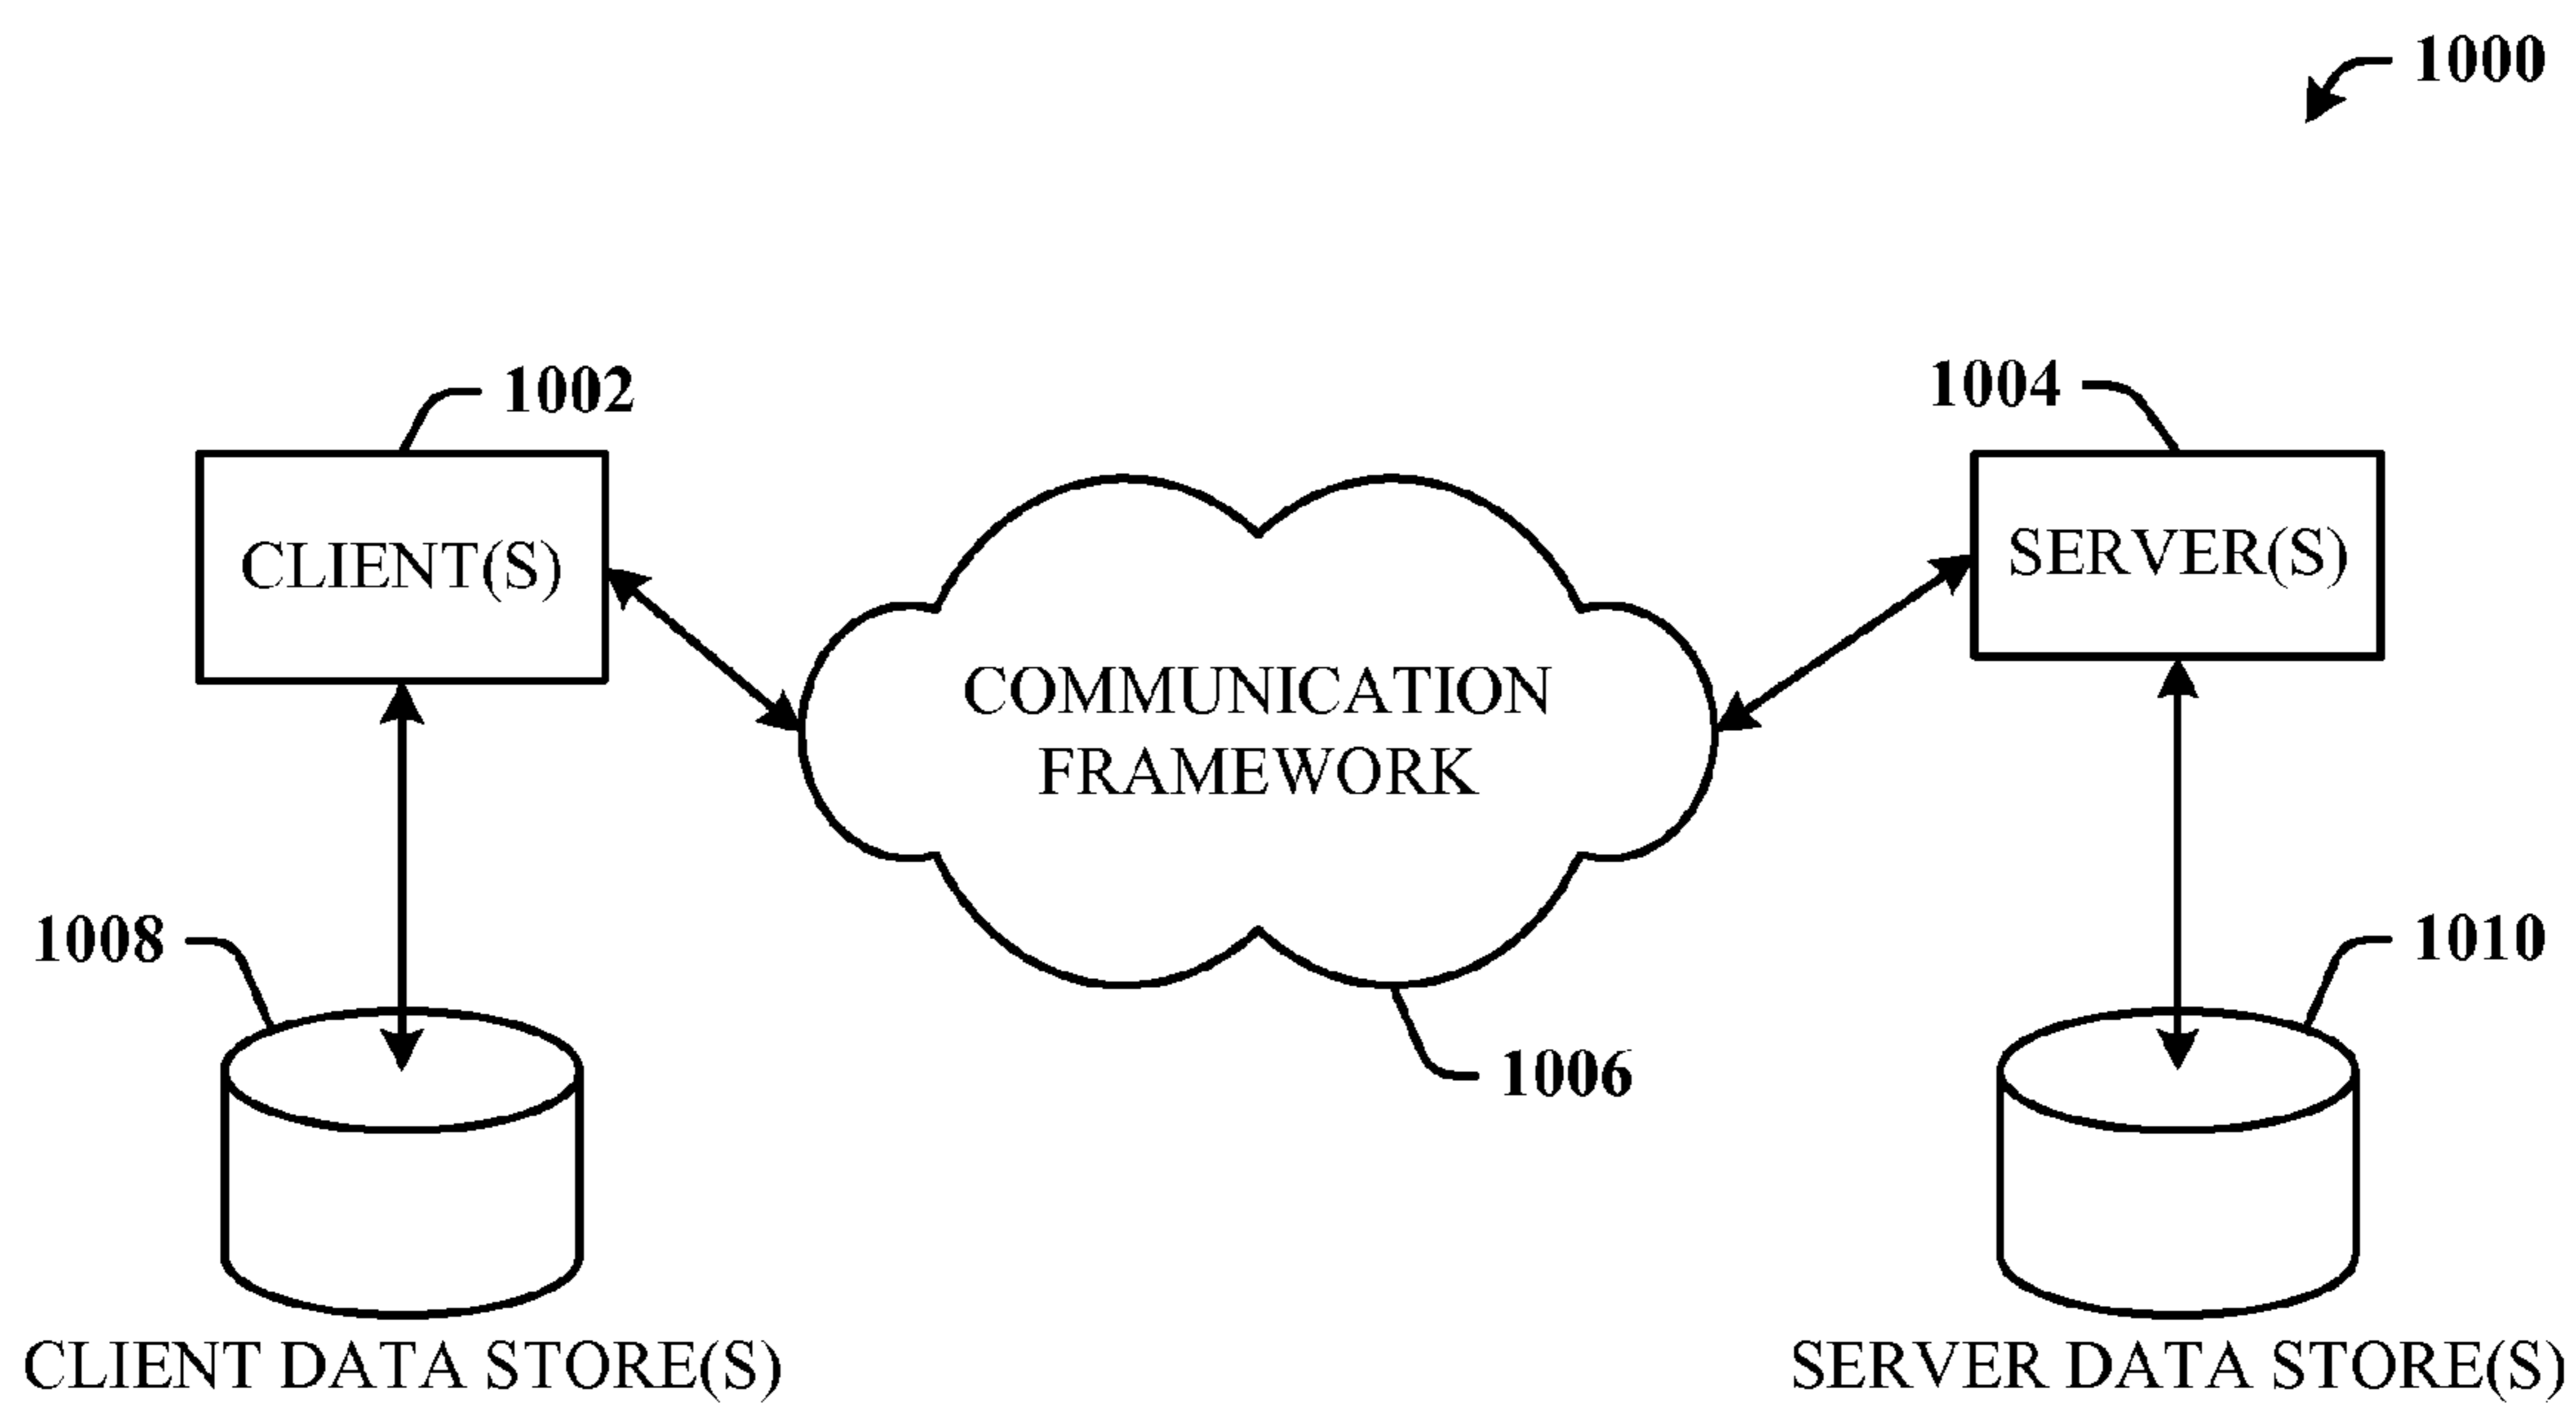 1000
1002
1004
CLIENT(S)
SERVER(S)
COMMUNICATION
FRAMEWORK
1008
1010
1006
CLIENT DATA STORE(S)
SERVER DATA STORE(S)